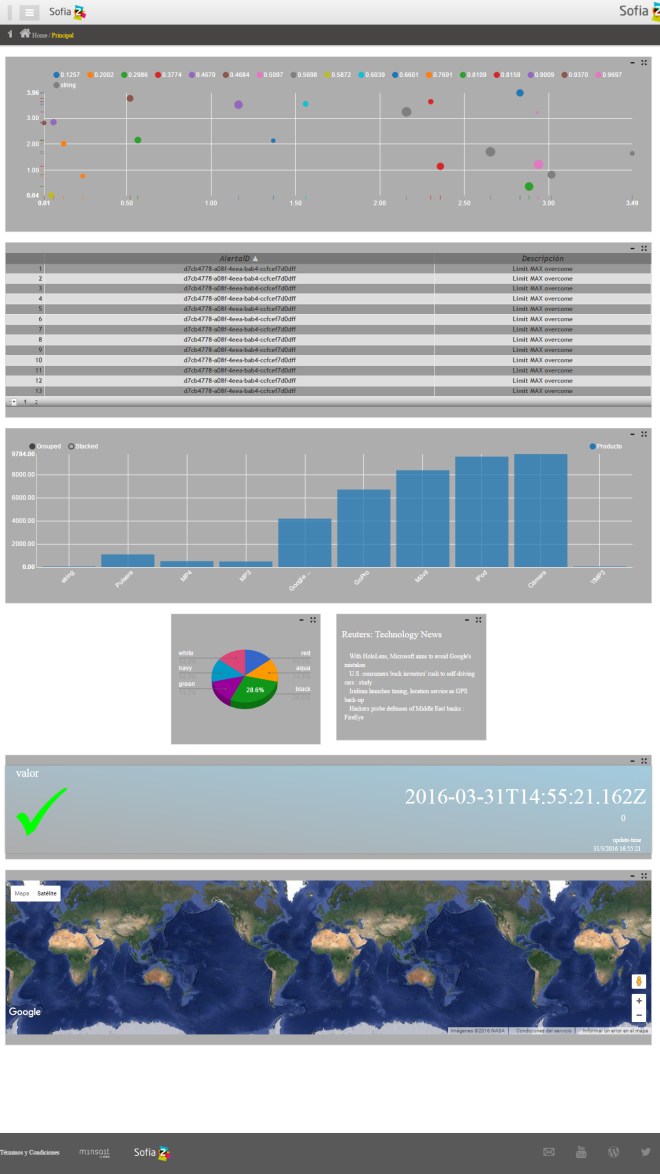 Sofia2
Sofia
Home / Principal
0.1257 0.2002 0.2986 0.3774 0.4670 0.4684 0.5097 0.5698 0.5872 0.6039 0.6601 0.7691 0.8109 0.8159 0.9099 0.9370 0.9697
string
3.96
3.00
2.00
1.00
0.04
0.01 0.50 1.00 1.50 2.00 2.50 3.00 3.49
AlertaID ▲ Descripción
1 d7cb4778-a08f-4eea-bab4-ccfcef7d0dff Limit MAX overcome
2 d7cb4778-a08f-4eea-bab4-ccfcef7d0dff Limit MAX overcome
3 d7cb4778-a08f-4eea-bab4-ccfcef7d0dff Limit MAX overcome
4 d7cb4778-a08f-4eea-bab4-ccfcef7d0dff Limit MAX overcome
5 d7cb4778-a08f-4eea-bab4-ccfcef7d0dff Limit MAX overcome
6 d7cb4778-a08f-4eea-bab4-ccfcef7d0dff Limit MAX overcome
7 d7cb4778-a08f-4eea-bab4-ccfcef7d0dff Limit MAX overcome
8 d7cb4778-a08f-4eea-bab4-ccfcef7d0dff Limit MAX overcome
9 d7cb4778-a08f-4eea-bab4-ccfcef7d0dff Limit MAX overcome
10 d7cb4778-a08f-4eea-bab4-ccfcef7d0dff Limit MAX overcome
11 d7cb4778-a08f-4eea-bab4-ccfcef7d0dff Limit MAX overcome
12 d7cb4778-a08f-4eea-bab4-ccfcef7d0dff Limit MAX overcome
13 d7cb4778-a08f-4eea-bab4-ccfcef7d0dff Limit MAX overcome
1 2
Grouped Stacked Producto
9784.00
8000.00
6000.00
4000.00
2000.00
0.00
string Pulsera MP4 MP3 Google ... GoPro Móvil IPod Cámara YMP3
white red
navy aqua
green black
28.6%
Reuters: Technology News
With HoloLens, Microsoft aims to avoid Google's
mistakes
U.S. consumers back investors' rush to self-driving
cars : study
Iridium launches timing, location service as GPS
back-up
Hackers probe defenses of Middle East banks :
FireEye
valor
2016-03-31T14:55:21.162Z
0
update-time
31/3/2016 16:55:21
Mapa Satélite
Google
Imágenes ©2016 NASA Condiciones del servicio Informar un error en el mapa
Términos y Condiciones minsait Sofia2